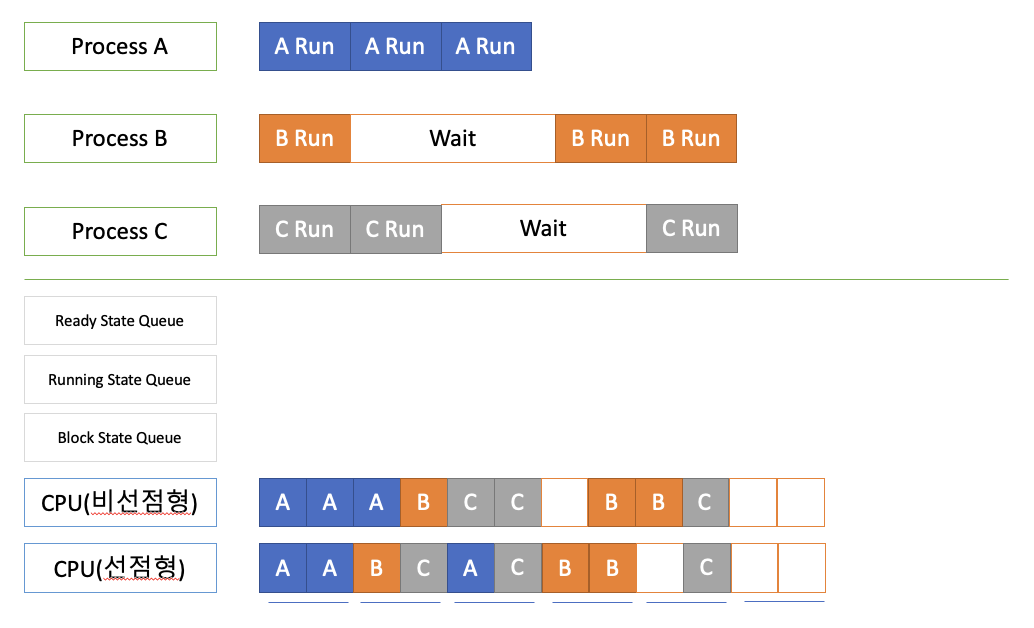 Process A
A Run A Run A Run
Process B
B Run Wait B Run B Run
Process C
C Run C Run Wait C Run
Ready State Queue
Running State Queue
Block State Queue
CPU(비선점형)
A A A B C C B B C
CPU(선점형)
A A B C A C B B C